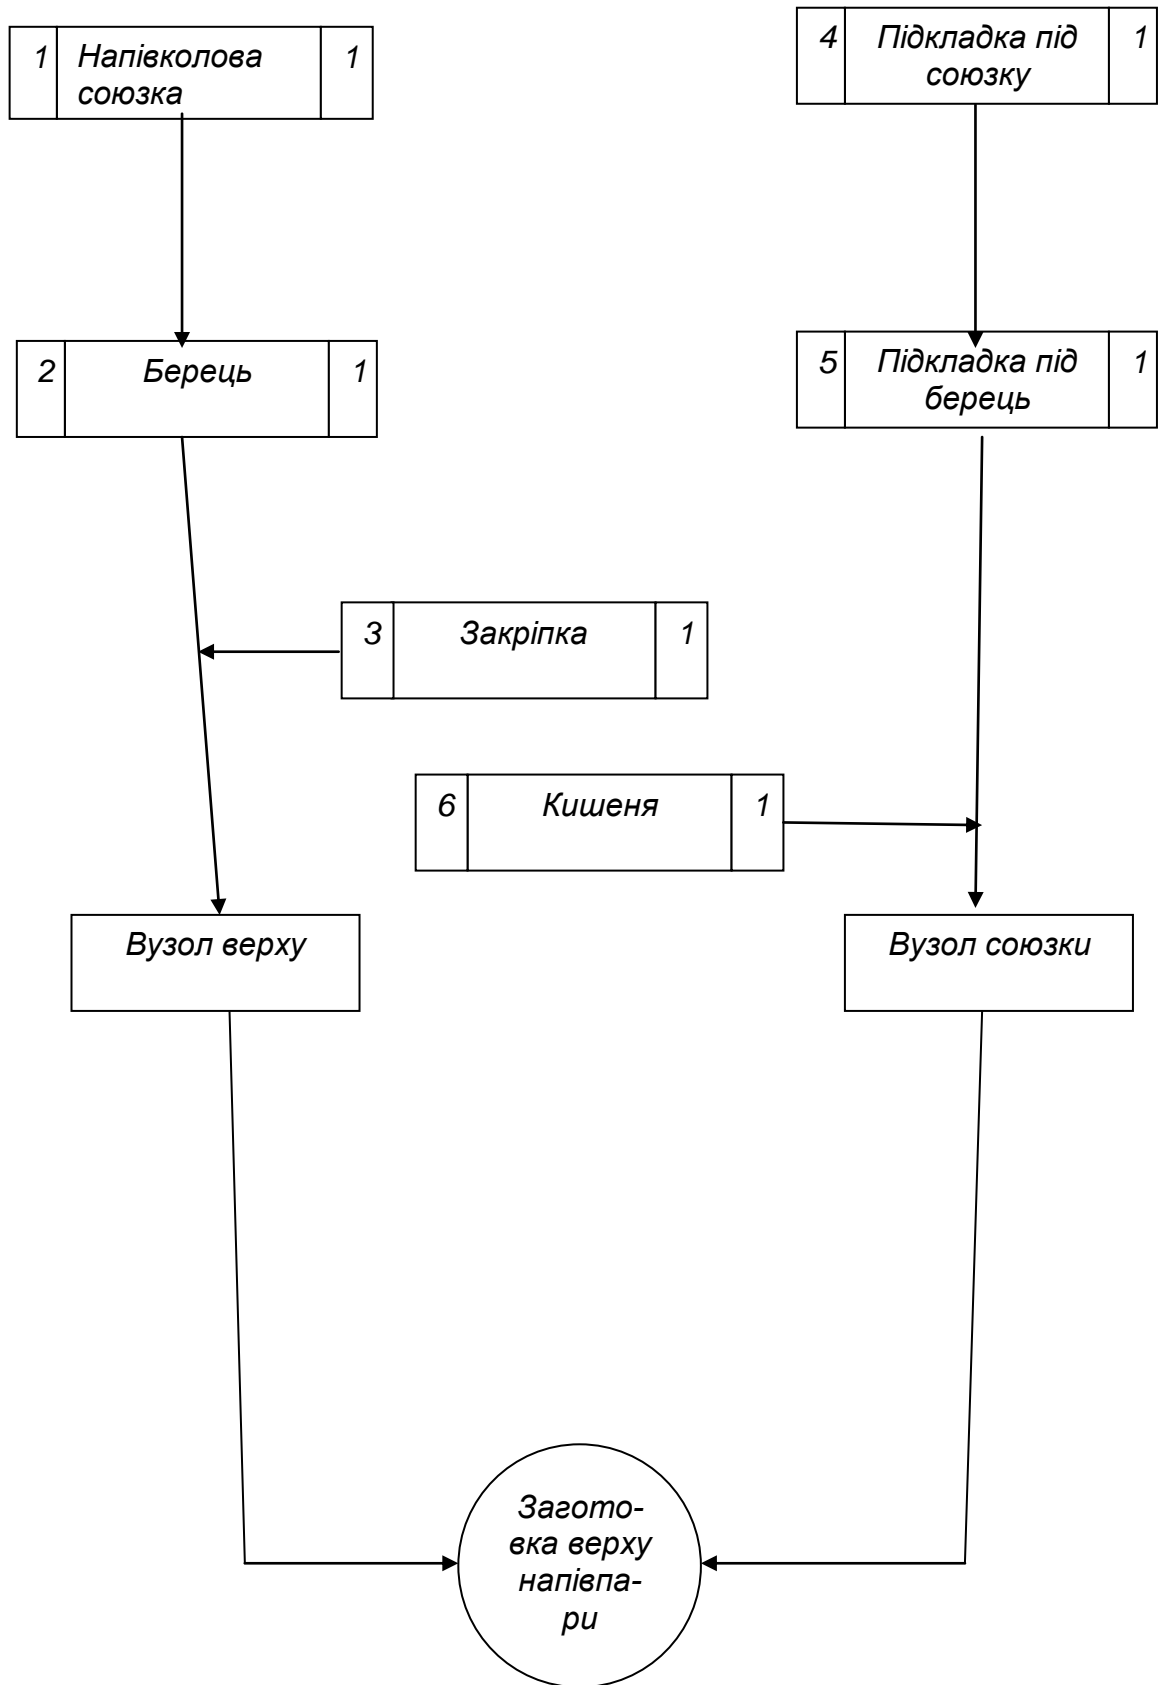 1 Напівколова 1
союзка
4 Підкладка під 1
союзку
2 Берець 1
5 Підкладка під 1
берець
3 Закріпка 1
6 Кишеня 1
Вузол верху
Вузол союзки
Загото-
вка верху
напівпа-
ри